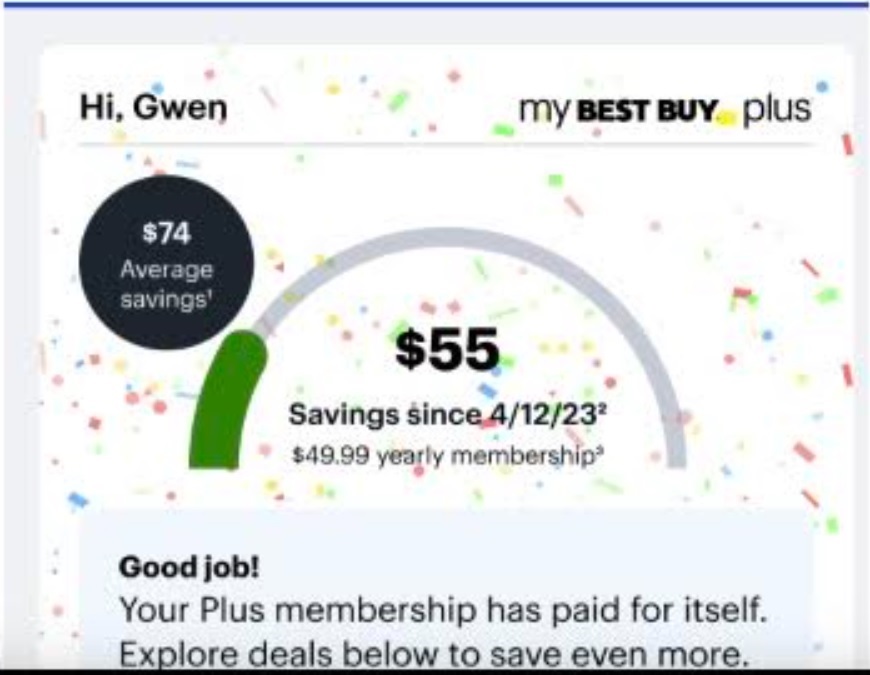 Hi, Gwen
my BEST BUY plus
$74
Average
savings¹
$55
Savings since 4/12/23²
$49.99 yearly membership³
Good job!
Your Plus membership has paid for itself.
Explore deals below to save even more.